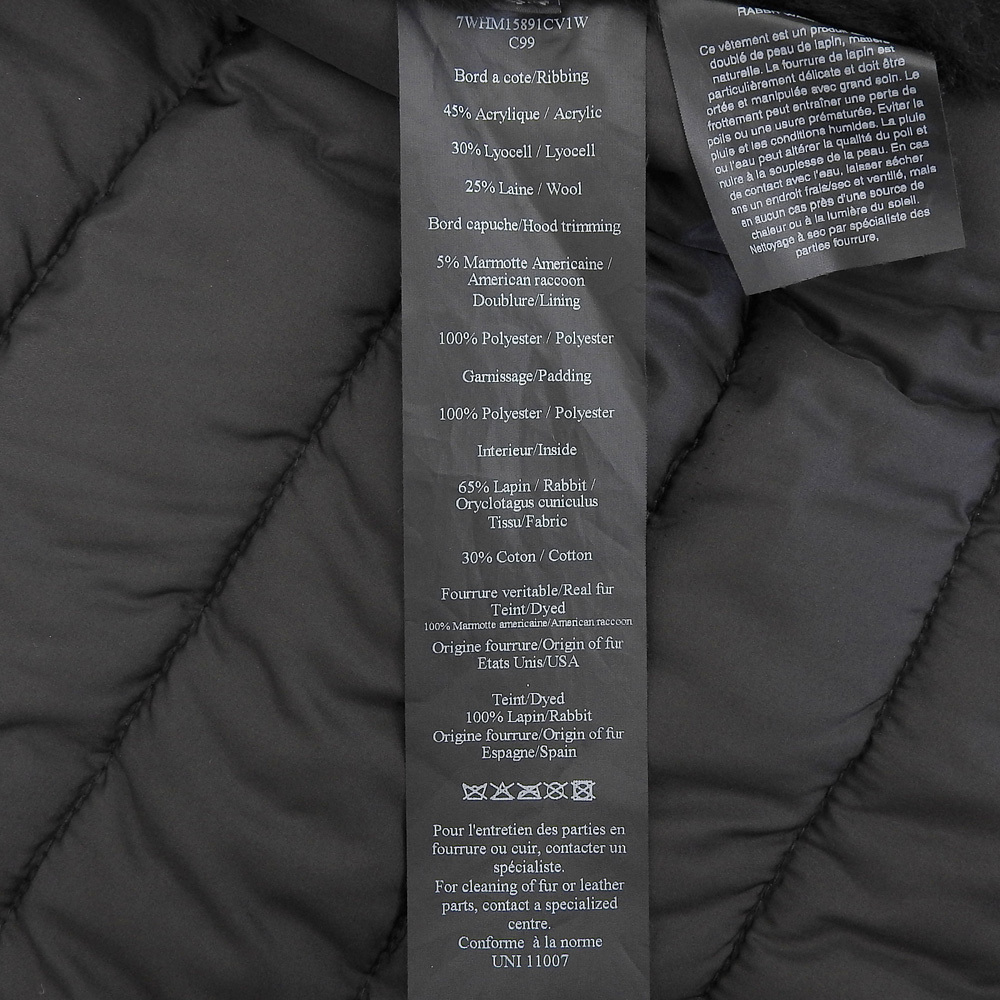 7WHM15891CV1W
C99
Bord a cote/Ribbing
45% Acrylique / Acrylic
30% Lyocell / Lyocell
25% Laine / Wool
Bord capuche/Hood trimming
5% Marmotte Americaine /
American raccoon
Doublure/Lining
100% Polyester / Polyester
Garnissage/Padding
100% Polyester / Polyester
Interieur/Inside
65% Lapin / Rabbit /
Oryclotagus cuniculus
Tissu/Fabric
30% Coton / Cotton
Fourrure veritable/Real fur
Teint/Dyed
100% Marmotte americaine/American raccoon
Origine fourrure/Origin of fur
Etats Unis/USA
Teint/Dyed
100% Lapin/Rabbit
Origine fourrure/Origin of fur
Espagne/Spain
Pour l'entretien des parties en
fourrure ou cuir, contacter un
spécialiste.
For cleaning of fur or leather
parts, contact a specialized
centre.
Conforme à la norme
UNI 11007
Ce vêtement est un produit
doublé de peau de lapin, matière
naturelle. La fourrure de lapin est
particulièrement délicate et doit être
ortée et manipulée avec grand soin. Le
frottement peut entraîner une perte de
poils ou une usure prématurée. Eviter la
pluie et les conditions humides. La pluie
ou l'eau peut altérer la qualité du poil et
nuire à la souplesse de la peau. En cas
de contact avec l'eau, laisser sécher
ans un endroit frais/sec et ventilé, mais
en aucun cas près d'une source de
chaleur ou à la lumière du soleil.
Nettoyage à sec par spécialiste des
parties fourrure,